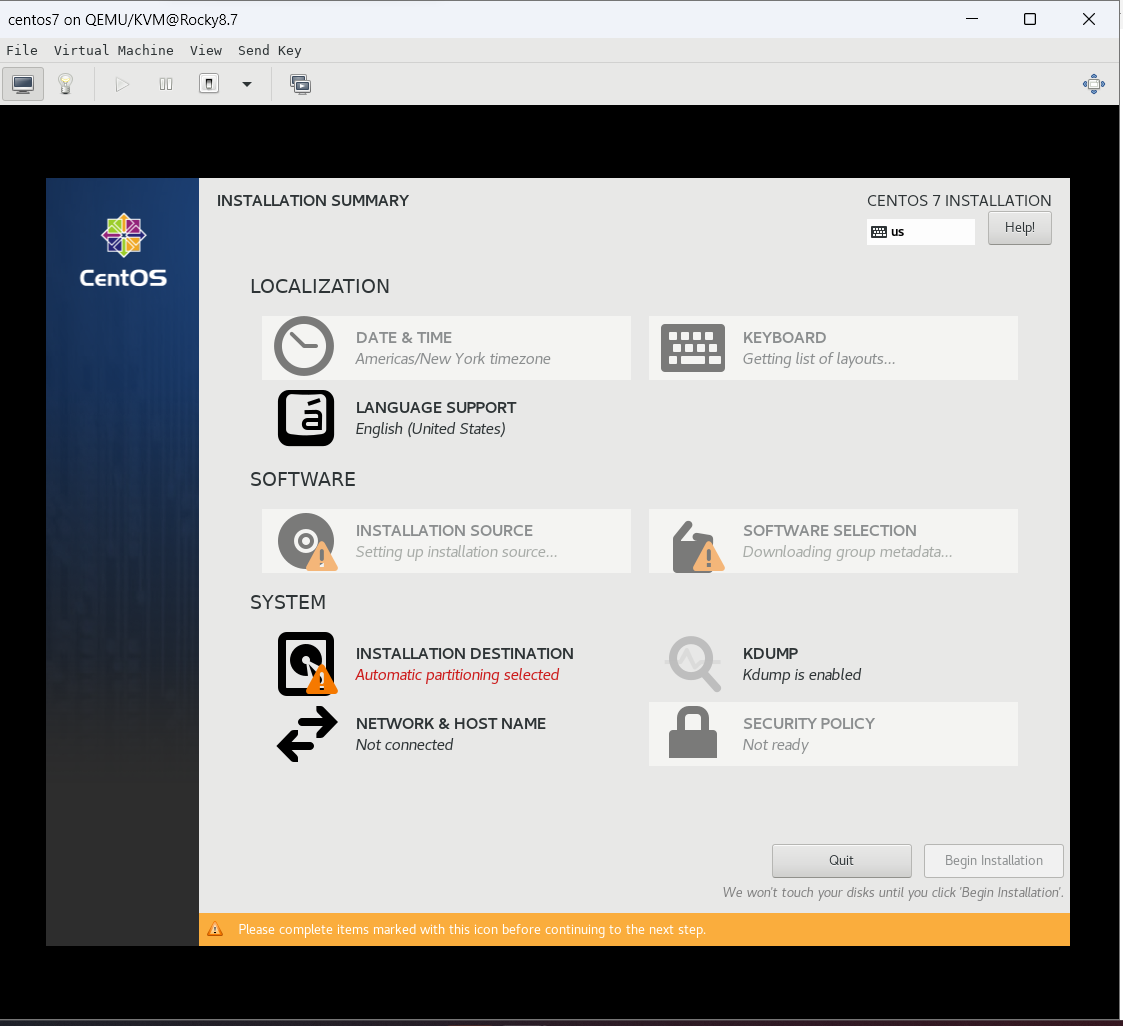 centos7 on QEMU/KVM@Rocky8.7
File Virtual Machine View Send Key
INSTALLATION SUMMARY
CENTOS 7 INSTALLATION
us
Help!
CentOS
LOCALIZATION
DATE & TIME
Americas/New York timezone
KEYBOARD
Getting list of layouts...
á
LANGUAGE SUPPORT
English (United States)
SOFTWARE
INSTALLATION SOURCE
Setting up installation source...
SOFTWARE SELECTION
Downloading group metadata...
SYSTEM
INSTALLATION DESTINATION
Automatic partitioning selected
KDUMP
Kdump is enabled
NETWORK & HOST NAME
Not connected
SECURITY POLICY
Not ready
Quit
Begin Installation
We won't touch your disks until you click 'Begin Installation'.
Please complete items marked with this icon before continuing to the next step.